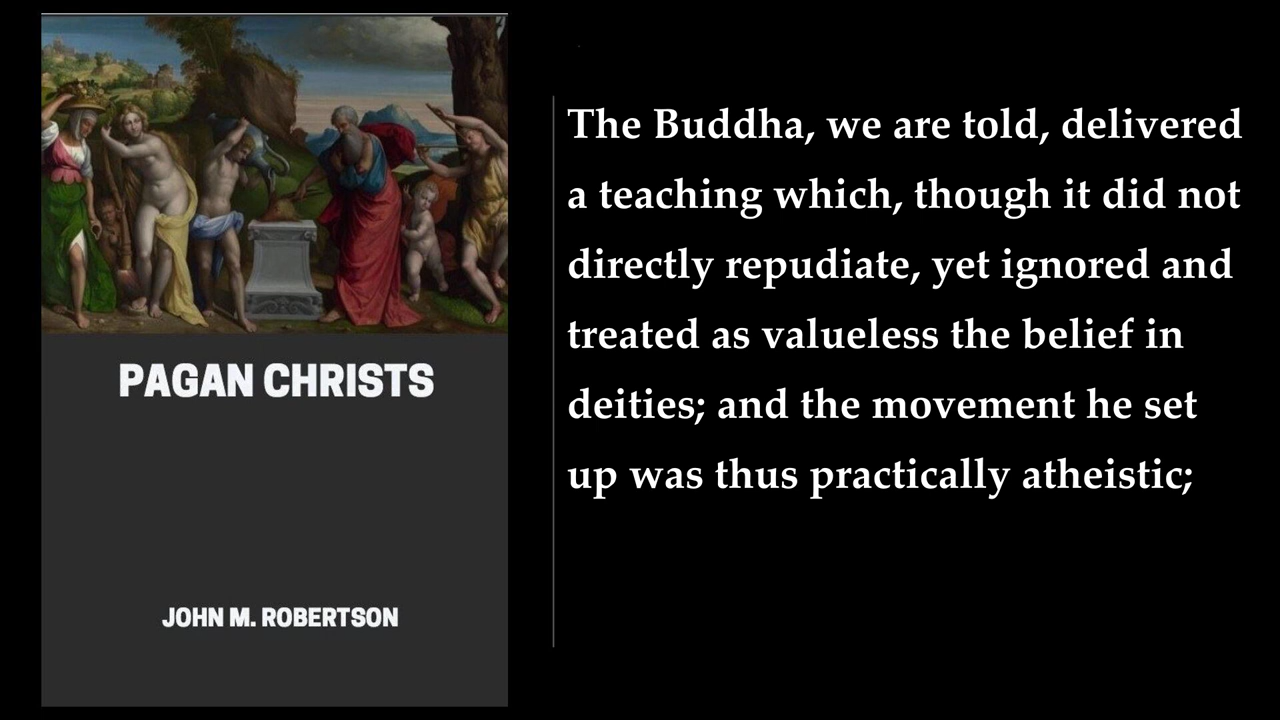 PAGAN CHRISTS
JOHN M. ROBERTSON
The Buddha, we are told, delivered
a teaching which, though it did not
directly repudiate, yet ignored and
treated as valueless the belief in
deities; and the movement he set
up was thus practically atheistic;